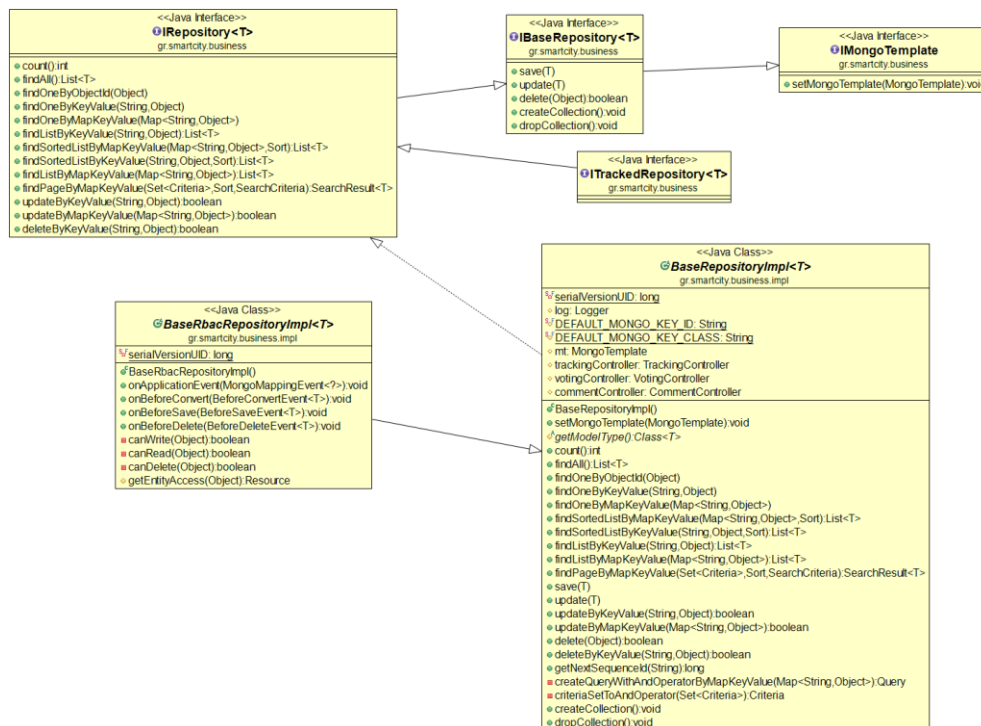 <<Java Interface>>
IRepository<T>
gr.smartcity.business
count():int
findAll():List<T>
findOneByObjectId(Object)
findOneByKeyValue(String,Object)
findOneByMapKeyValue(Map<String,Object>)
findListByKeyValue(String,Object):List<T>
findSortedListByMapKeyValue(Map<String,Object>,Sort):List<T>
findSortedListByKeyValue(String,Object,Sort):List<T>
findListByMapKeyValue(Map<String,Object>):List<T>
findPageByMapKeyValue(Set<Criteria>,Sort,SearchCriteria):SearchResult<T>
updateByKeyValue(String,Object):boolean
updateByMapKeyValue(Map<String,Object>):boolean
deleteByKeyValue(String,Object):boolean
<<Java Interface>>
IBaseRepository<T>
gr.smartcity.business
save(T)
update(T)
delete(Object):boolean
createCollection():void
dropCollection():void
<<Java Interface>>
IMongoTemplate
gr.smartcity.business
setMongoTemplate(MongoTemplate):void
<<Java Interface>>
ITrackedRepository<T>
gr.smartcity.business
<<Java Class>>
BaseRbacRepositoryImpl<T>
gr.smartcity.business.impl
serialVersionUID: long
BaseRbacRepositoryImpl()
onApplicationEvent(MongoMappingEvent<?>):void
onBeforeConvert(BeforeConvertEvent<T>):void
onBeforeSave(BeforeSaveEvent<T>):void
onBeforeDelete(BeforeDeleteEvent<T>):void
canWrite(Object):boolean
canRead(Object):boolean
canDelete(Object):boolean
getEntityAccess(Object):Resource
<<Java Class>>
BaseRepositoryImpl<T>
gr.smartcity.business.impl
serialVersionUID: long
log: Logger
DEFAULT_MONGO_KEY_ID: String
DEFAULT_MONGO_KEY_CLASS: String
mt: MongoTemplate
trackingController: TrackingController
votingController: VotingController
commentController: CommentController
BaseRepositoryImpl()
setMongoTemplate(MongoTemplate):void
getModelType():Class<T>
count():int
findAll():List<T>
findOneByObjectId(Object)
findOneByKeyValue(String,Object)
findOneByMapKeyValue(Map<String,Object>)
findSortedListByMapKeyValue(Map<String,Object>,Sort):List<T>
findSortedListByKeyValue(String,Object,Sort):List<T>
findListByKeyValue(String,Object):List<T>
findListByMapKeyValue(Map<String,Object>):List<T>
findPageByMapKeyValue(Set<Criteria>,Sort,SearchCriteria):SearchResult<T>
save(T)
update(T)
updateByKeyValue(String,Object):boolean
updateByMapKeyValue(Map<String,Object>):boolean
delete(Object):boolean
deleteByKeyValue(String,Object):boolean
getNextSequenceId(String):long
createQueryWithAndOperatorByMapKeyValue(Map<String,Object>):Query
criteriaSetToAndOperator(Set<Criteria>):Criteria
createCollection():void
dropCollection():void